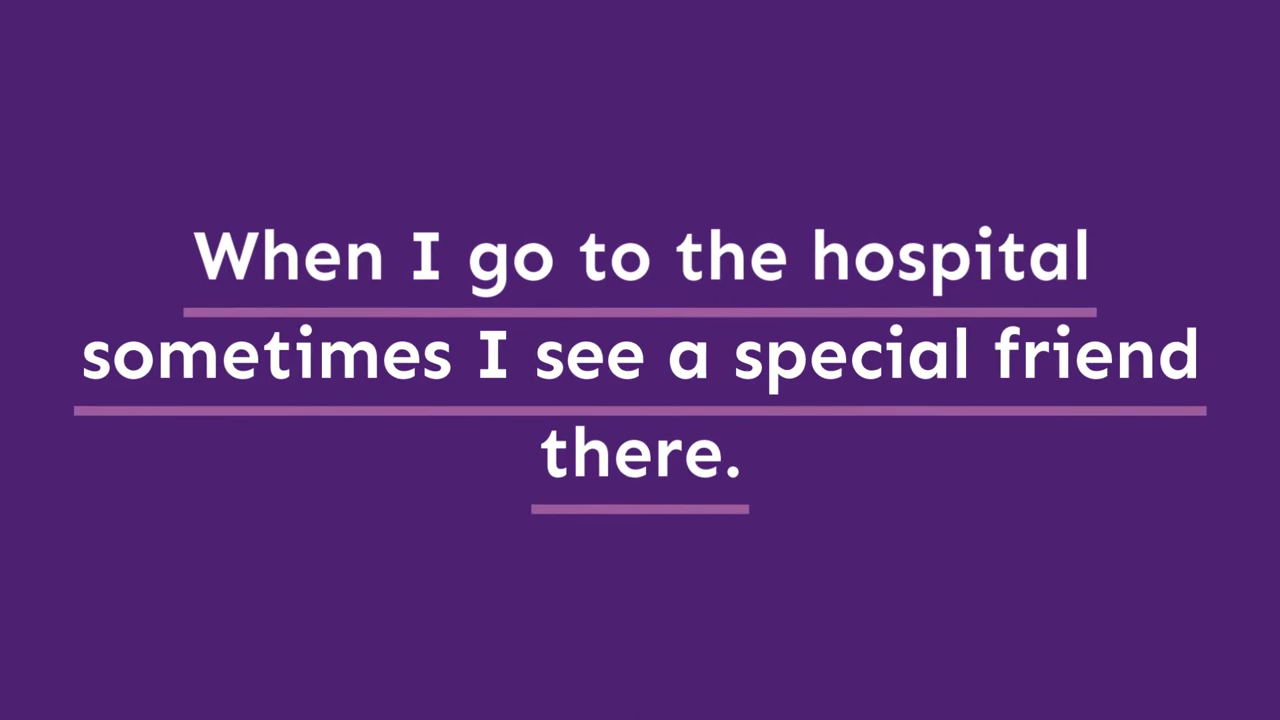 When I go to the hospital
sometimes I see a special friend
there.